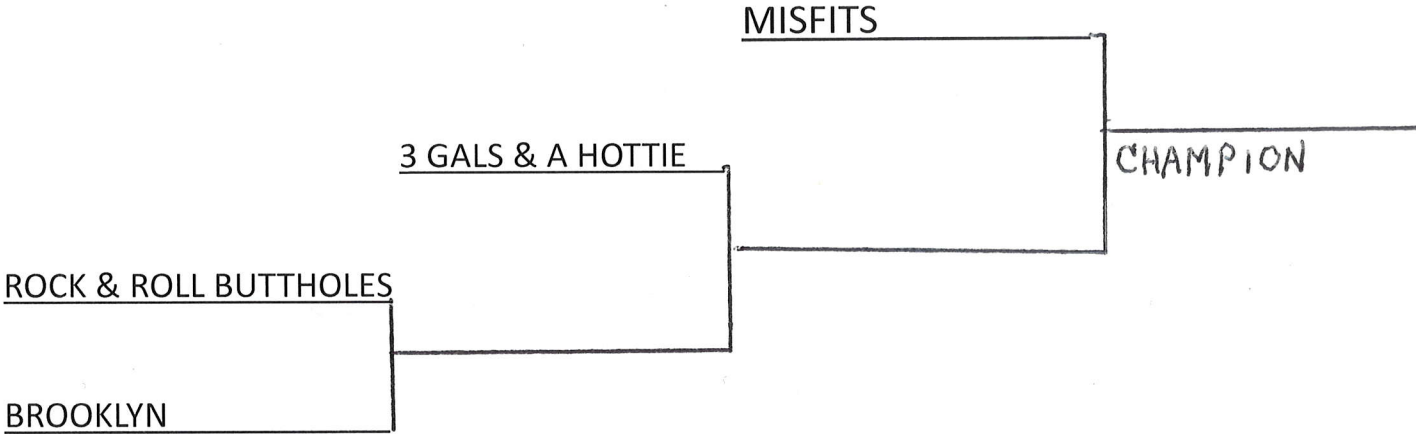 MISFITS
3 GALS & A HOTTIE
CHAMPION
ROCK & ROLL BUTTHOLES
BROOKLYN